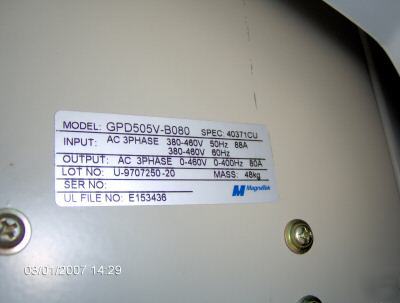 MODEL: GPD505V-B080 SPEC: 40371CU
INPUT: AC 3PHASE 380-460V 50Hz 88A
380-460V 60Hz
OUTPUT: AC 3PHASE 0-460V 0-400Hz 80A
LOT NO: U-9707250-20 MASS: 48kg
SER NO:
UL FILE NO: E153436
MagneTek
03/01/2007 14:29